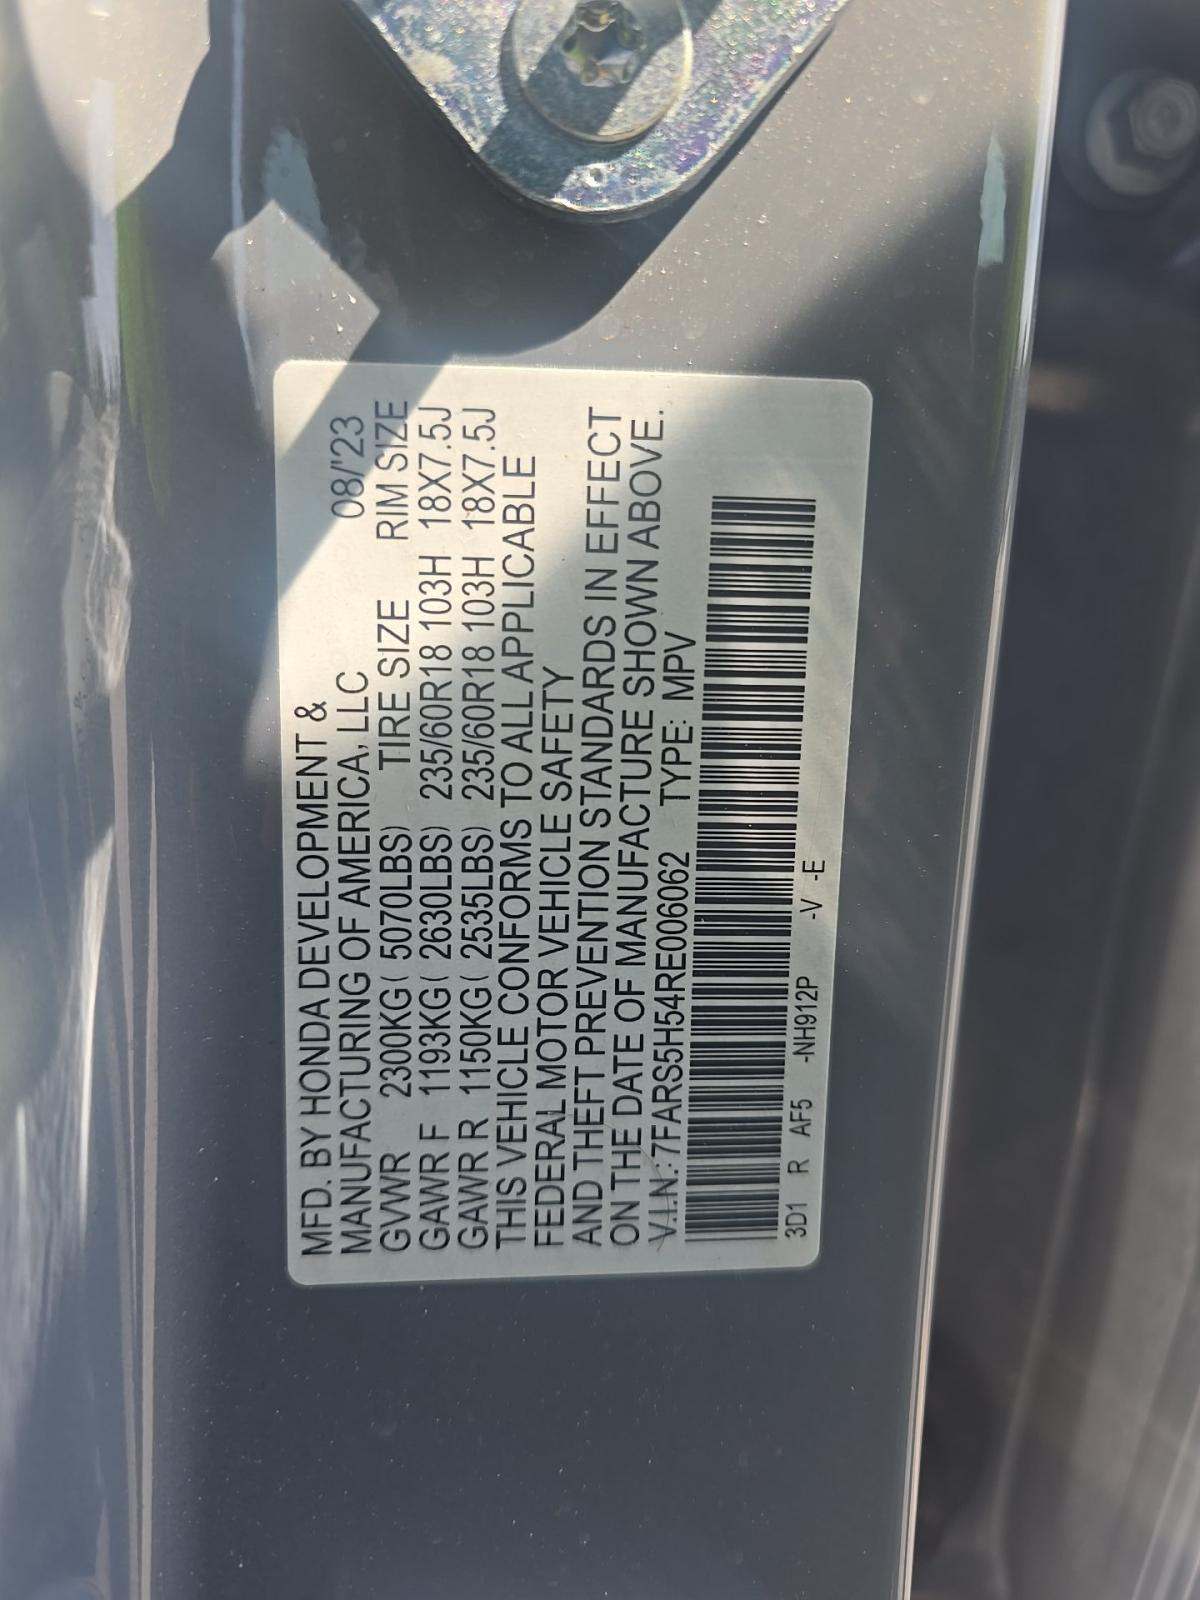 08/'23
MFD. BY HONDA DEVELOPMENT &
MANUFACTURING OF AMERICA, LLC
GVWR 2300KG ( 5070LBS) TIRE SIZE RIM SIZE
GAWR F 1193KG ( 2630LBS) 235/60R18 103H 18X7.5J
GAWR R 1150KG ( 2535LBS) 235/60R18 103H 18X7.5J
THIS VEHICLE CONFORMS TO ALL APPLICABLE
FEDERAL MOTOR VEHICLE SAFETY
AND THEFT PREVENTION STANDARDS IN EFFECT
ON THE DATE OF MANUFACTURE SHOWN ABOVE.
V.I.N.: 7FARS5H54RE006062 TYPE: MPV
3D1 R AF5 -NH912P -V -E